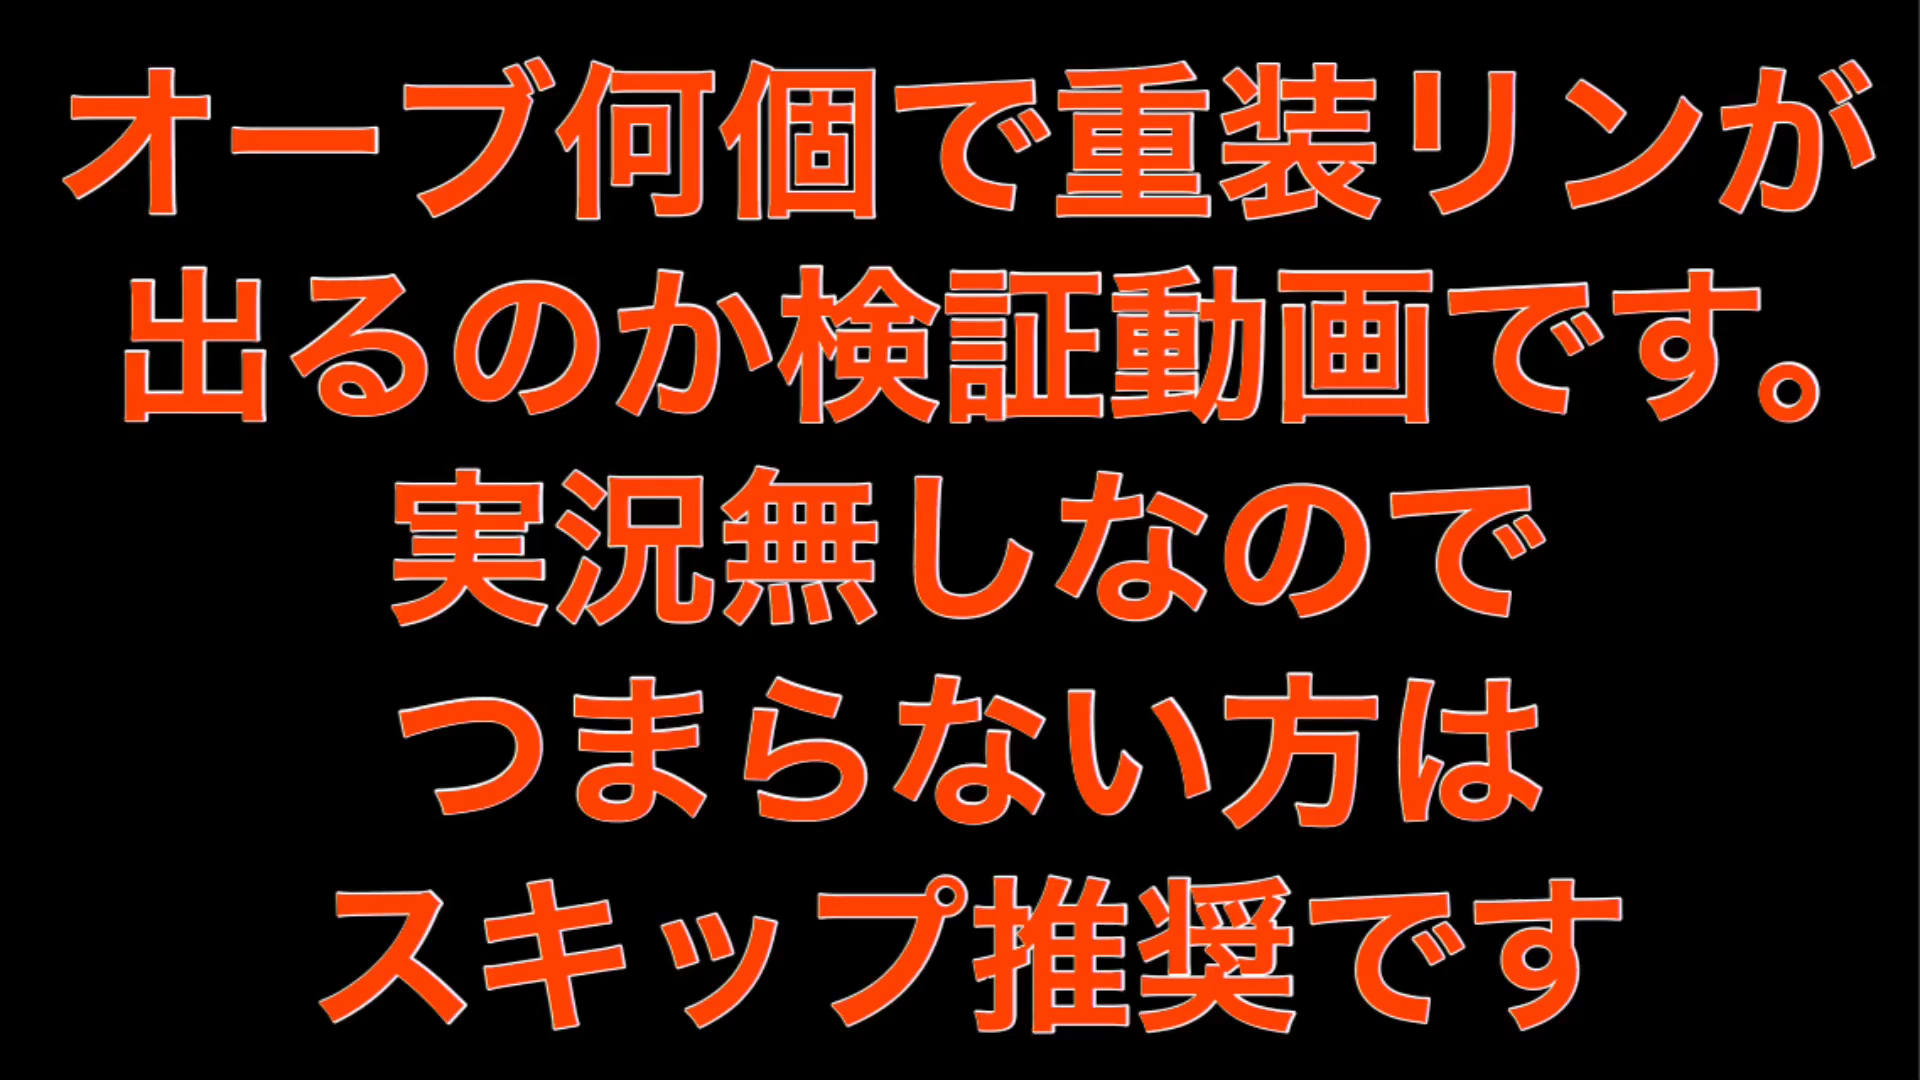 オーブ何個で重装リンが
出るのか検証動画です。
実況無しなので
つまらない方は
スキップ推奨です